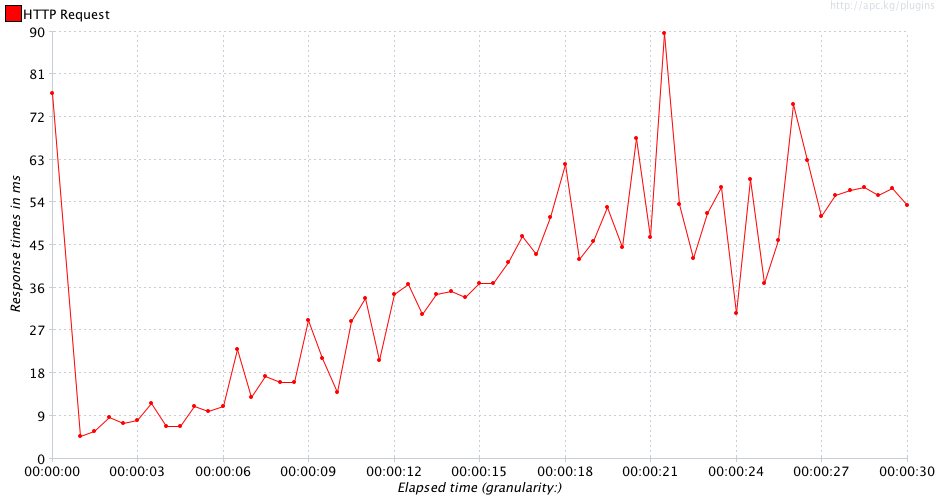 http://apc.kg/plugins
HTTP Request
90
81
72
63
54
45
36
27
18
9
0
Response times in ms
00:00:00 00:00:03 00:00:06 00:00:09 00:00:12 00:00:15 00:00:18 00:00:21 00:00:24 00:00:27 00:00:30
Elapsed time (granularity:)